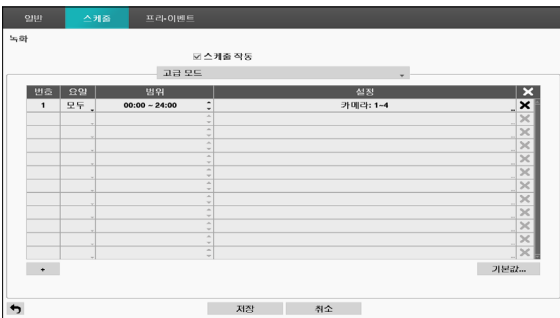 일반 스케줄 프리-이벤트
녹화
스케줄 작동
고급 모드
번호 요일 범위 설정
1 모두 00:00 ~ 24:00 카메라: 1~4
+ 기본값...
저장 취소